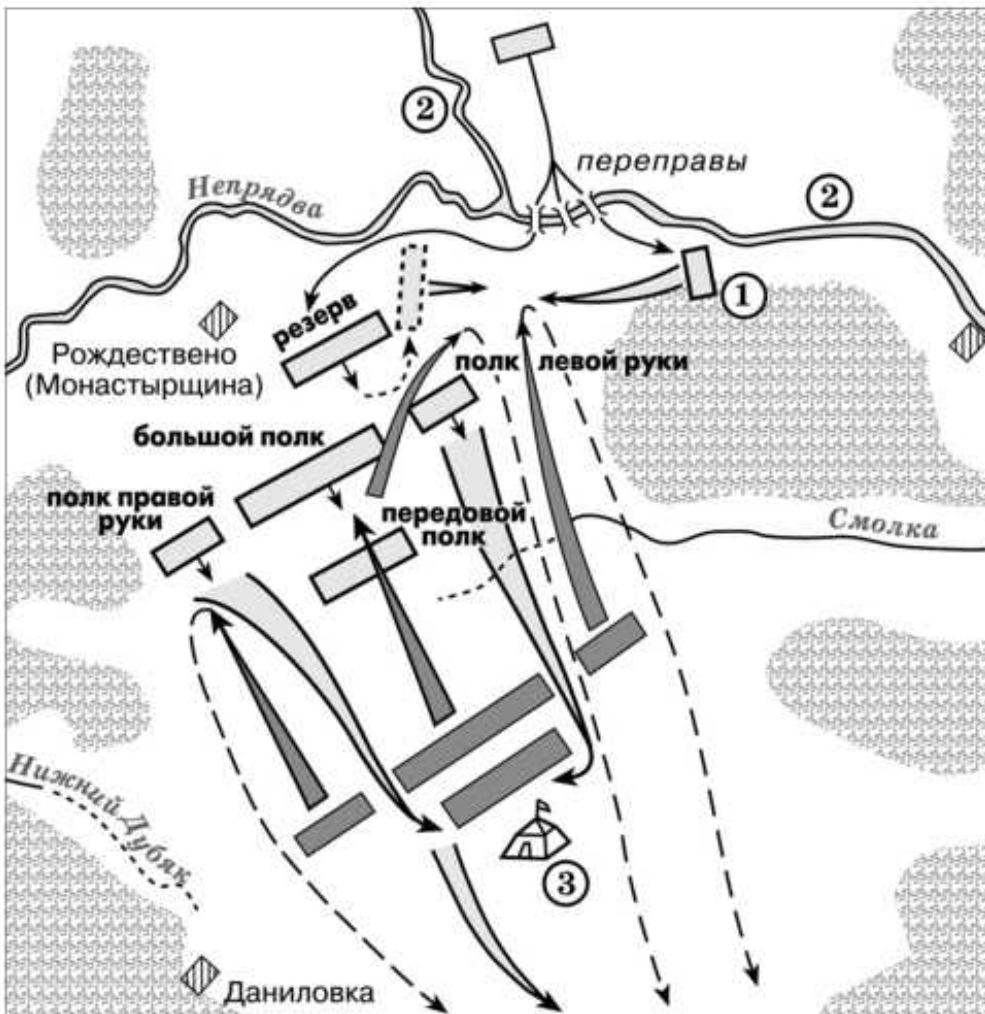 2
переправы
Непрядва
2
1
резерв
Рождествено
(Монастырщина)
полк левой руки
большой полк
полк правой
руки
передовой
полк
Смолка
Нижний Дубяк
3
Даниловка